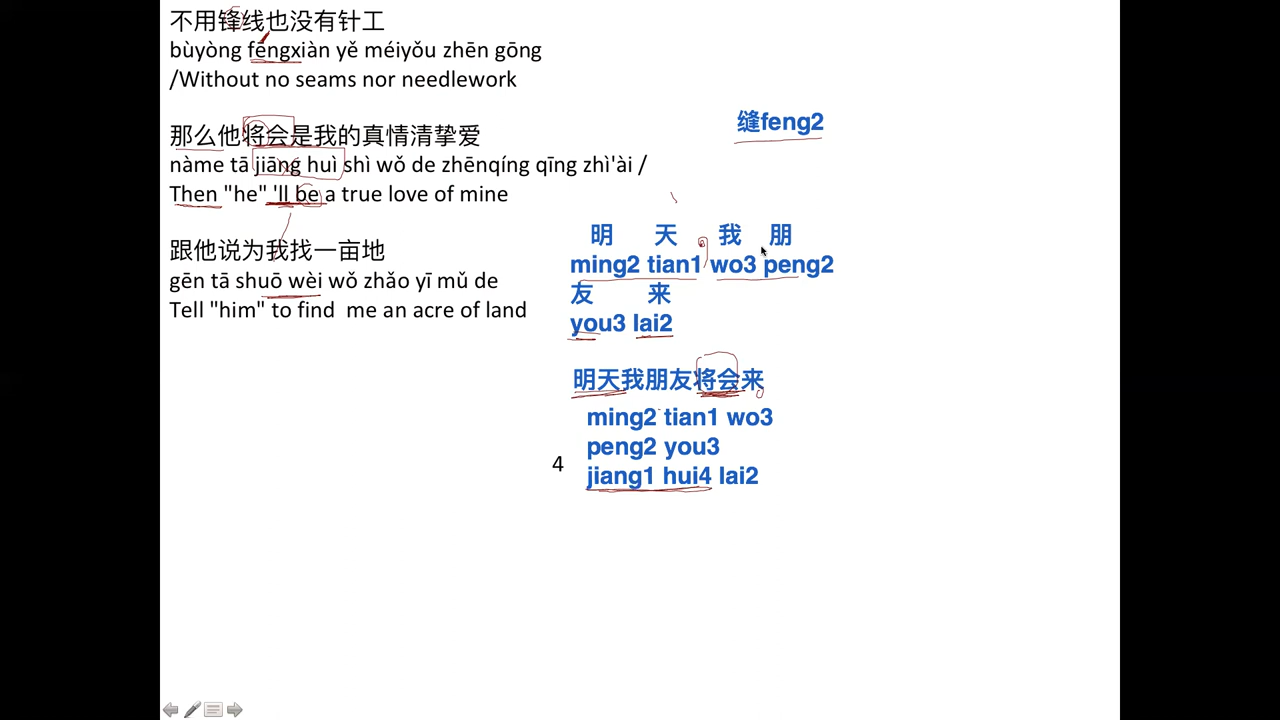 不用锋线也没有针工
bùyòng fēngxiàn yě méiyǒu zhēn gōng
/Without no seams nor needlework
那么他将会是我的真情清挚爱
nàme tā jiāng huì shì wǒ de zhēnqíng qīng zhì'ài /
Then "he" 'll be a true love of mine
跟他说为我找一亩地
gēn tā shuō wèi wǒ zhǎo yī mǔ de
Tell "him" to find  me an acre of land
缝feng2
明 天 我 朋
ming2 tian1 wo3 peng2
友 来
you3 lai2
明天我朋友将会来
ming2 tian1 wo3
peng2 you3
jiang1 hui4 lai2
4